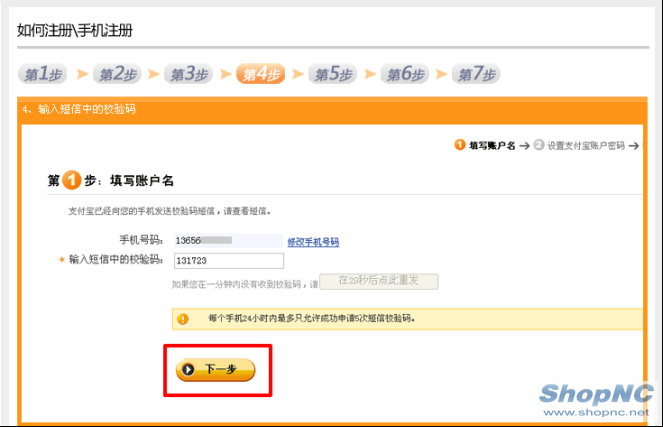 如何注册\手机注册
第1步 第2步 第3步 第4步 第5步 第6步 第7步
4、输入短信中的校验码
1 填写账户名 → 2 设置支付宝账户密码 →
第1步：填写账户名
支付宝已经向您的手机发送校验码短信，请查看短信。
手机号码： 13656 修改手机号码
* 输入短信中的校验码： 131723
如果您在一分钟内没有收到校验码，请 在29秒后点此重发
每个手机24小时内最多只允许成功申请5次短信校验码。
下一步
ShopNC
www.shopnc.net